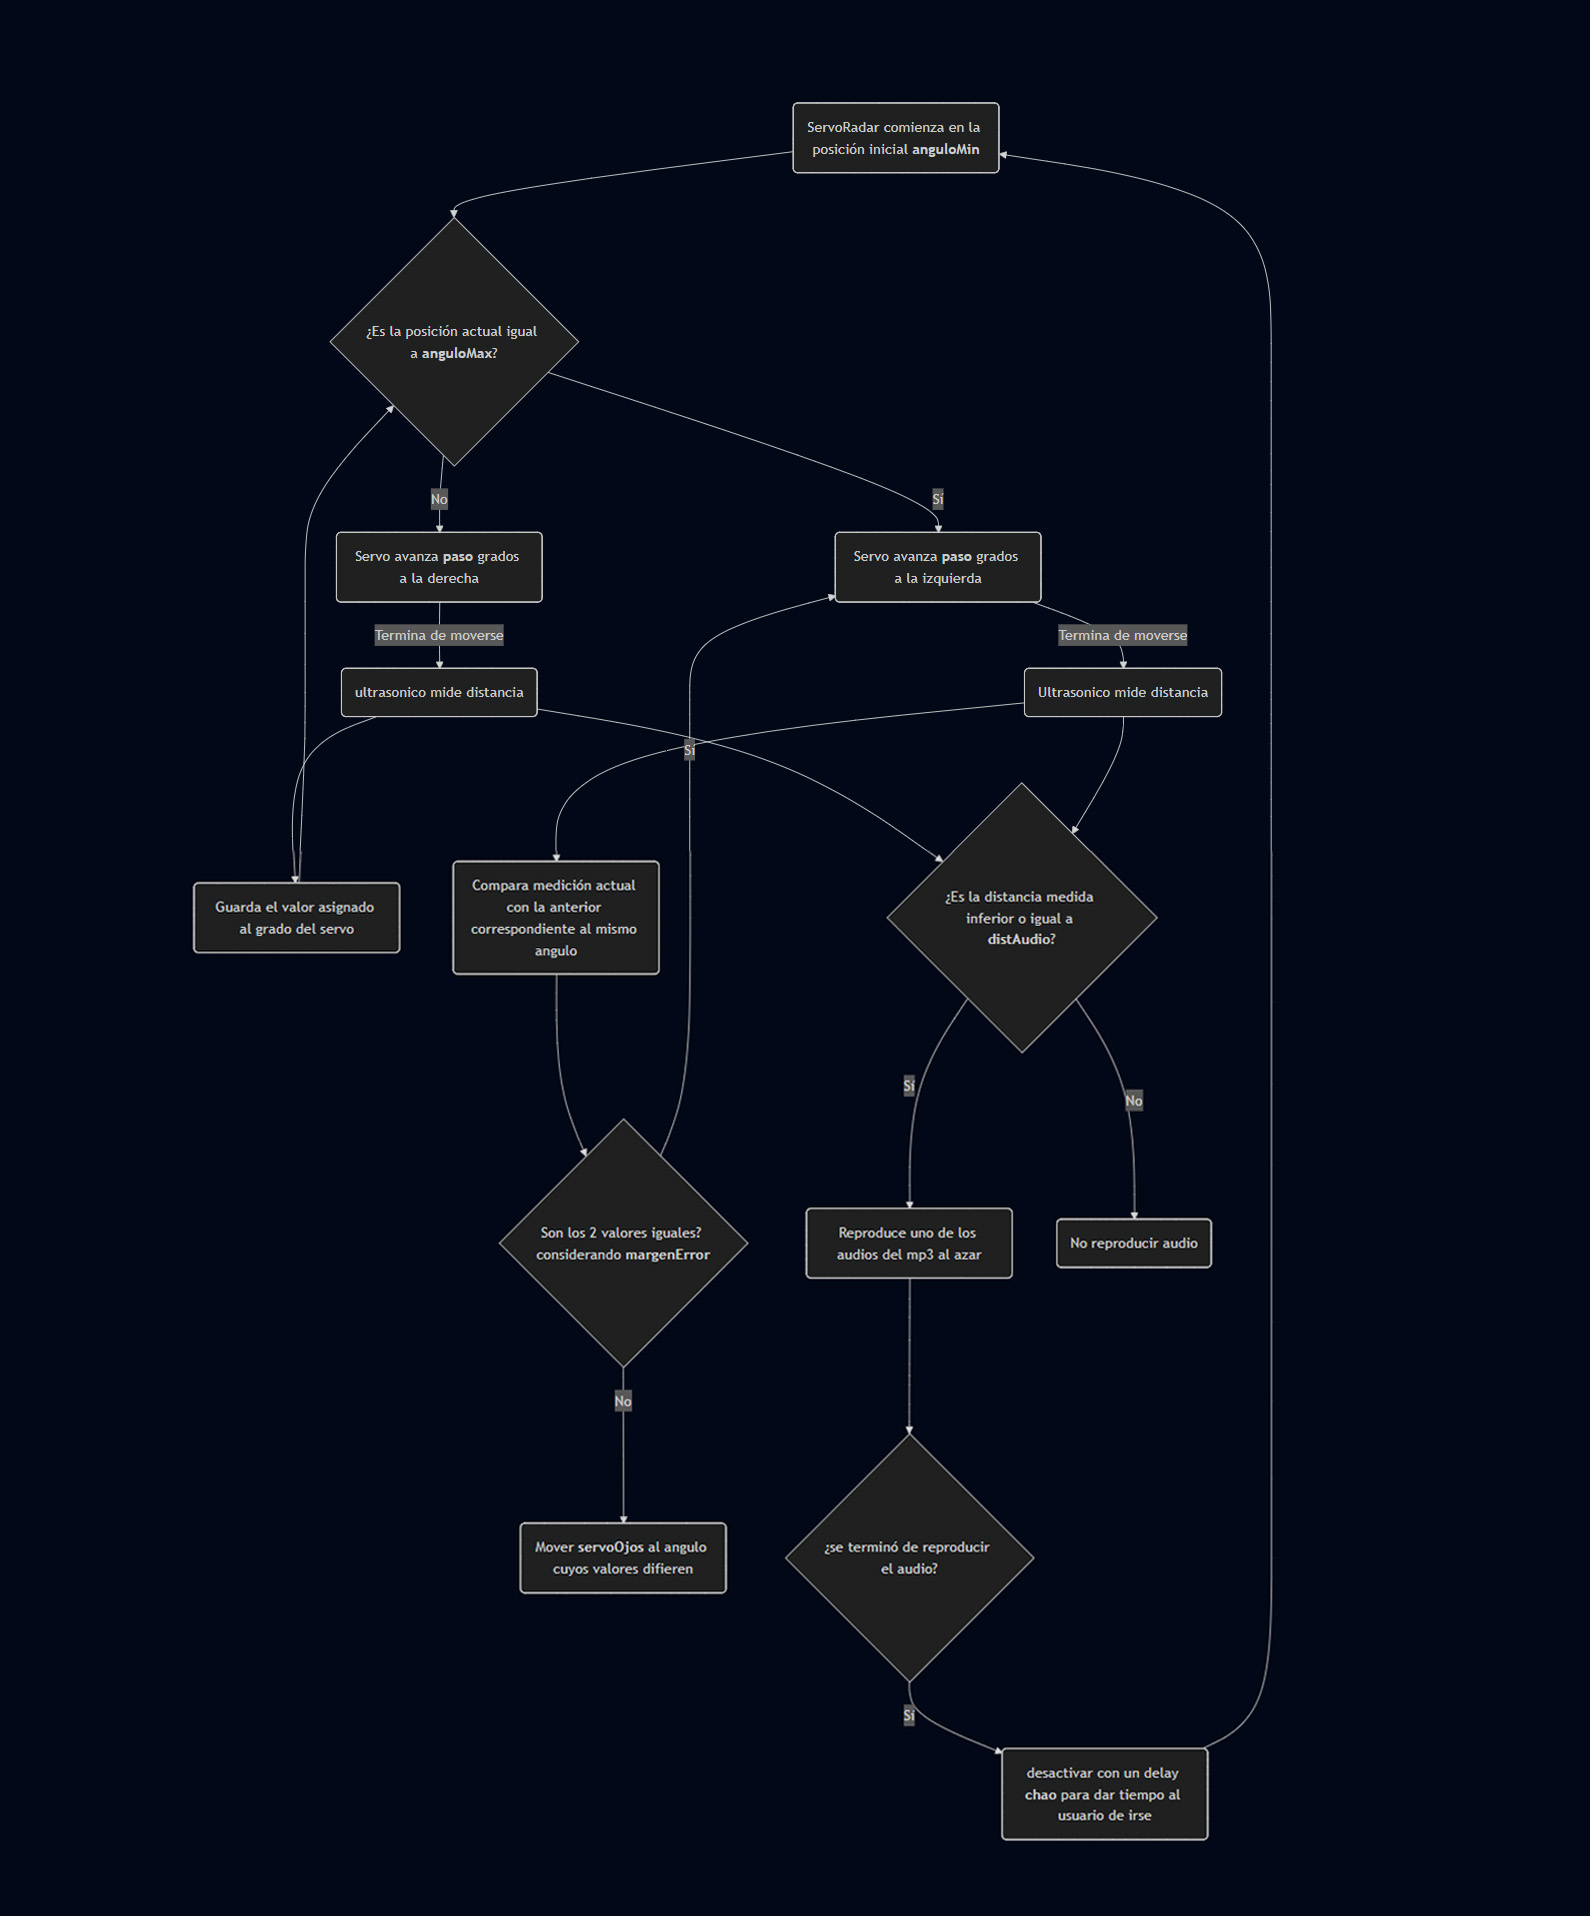 ServoRadar comienza en la
posición inicial anguloMin
¿Es la posición actual igual
a anguloMax?
No
Sí
Servo avanza paso grados
a la derecha
Servo avanza paso grados
a la izquierda
Termina de moverse
Termina de moverse
ultrasonico mide distancia
Ultrasonico mide distancia
Sí
Guarda el valor asignado
al grado del servo
Compara medición actual
con la anterior
correspondiente al mismo
angulo
¿Es la distancia medida
inferior o igual a
distAudio?
Sí
No
Son los 2 valores iguales?
considerando margenError
Reproduce uno de los
audios del mp3 al azar
No reproducir audio
No
Mover servoOjos al angulo
cuyos valores difieren
¿se terminó de reproducir
el audio?
Sí
desactivar con un delay
chao para dar tiempo al
usuario de irse